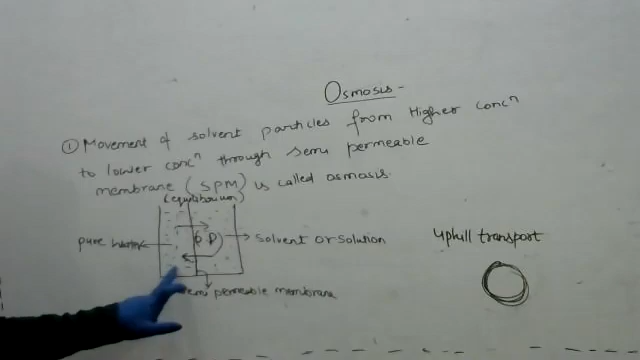 Osmosis -
① Movement of solvent particles from Higher concⁿ
to lower concⁿ through semi permeable
membrane (SPM) is called osmosis.
(equilibrium)
pure water
O P
solvent or solution
uphill transport
semi permeable membrane